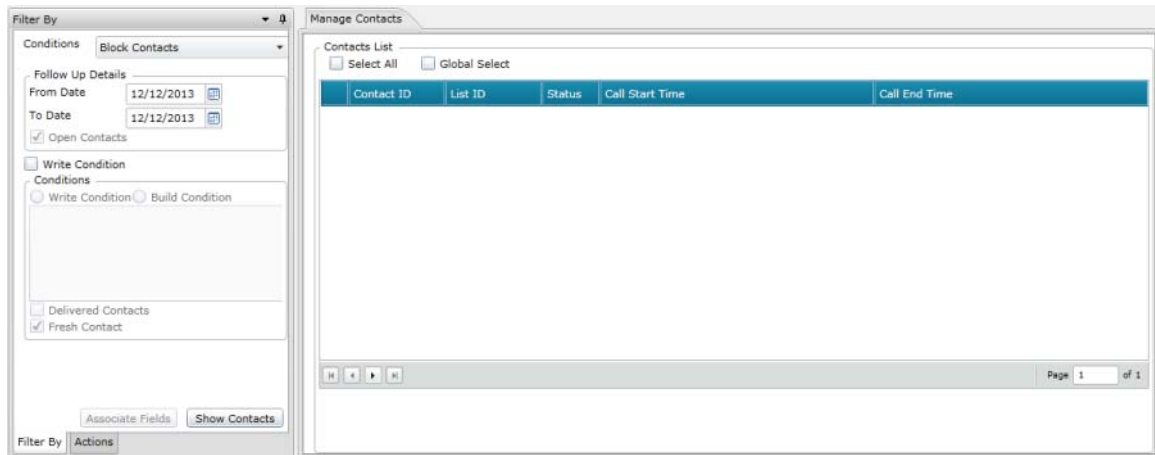 Filter By
Conditions Block Contacts
Follow Up Details
From Date 12/12/2013
To Date 12/12/2013
Open Contacts
Write Condition
Conditions
Write Condition Build Condition
Delivered Contacts
Fresh Contact
Associate Fields Show Contacts
Filter By Actions
Manage Contacts
Contacts List
Select All Global Select
Contact ID List ID Status Call Start Time Call End Time
Page 1 of 1